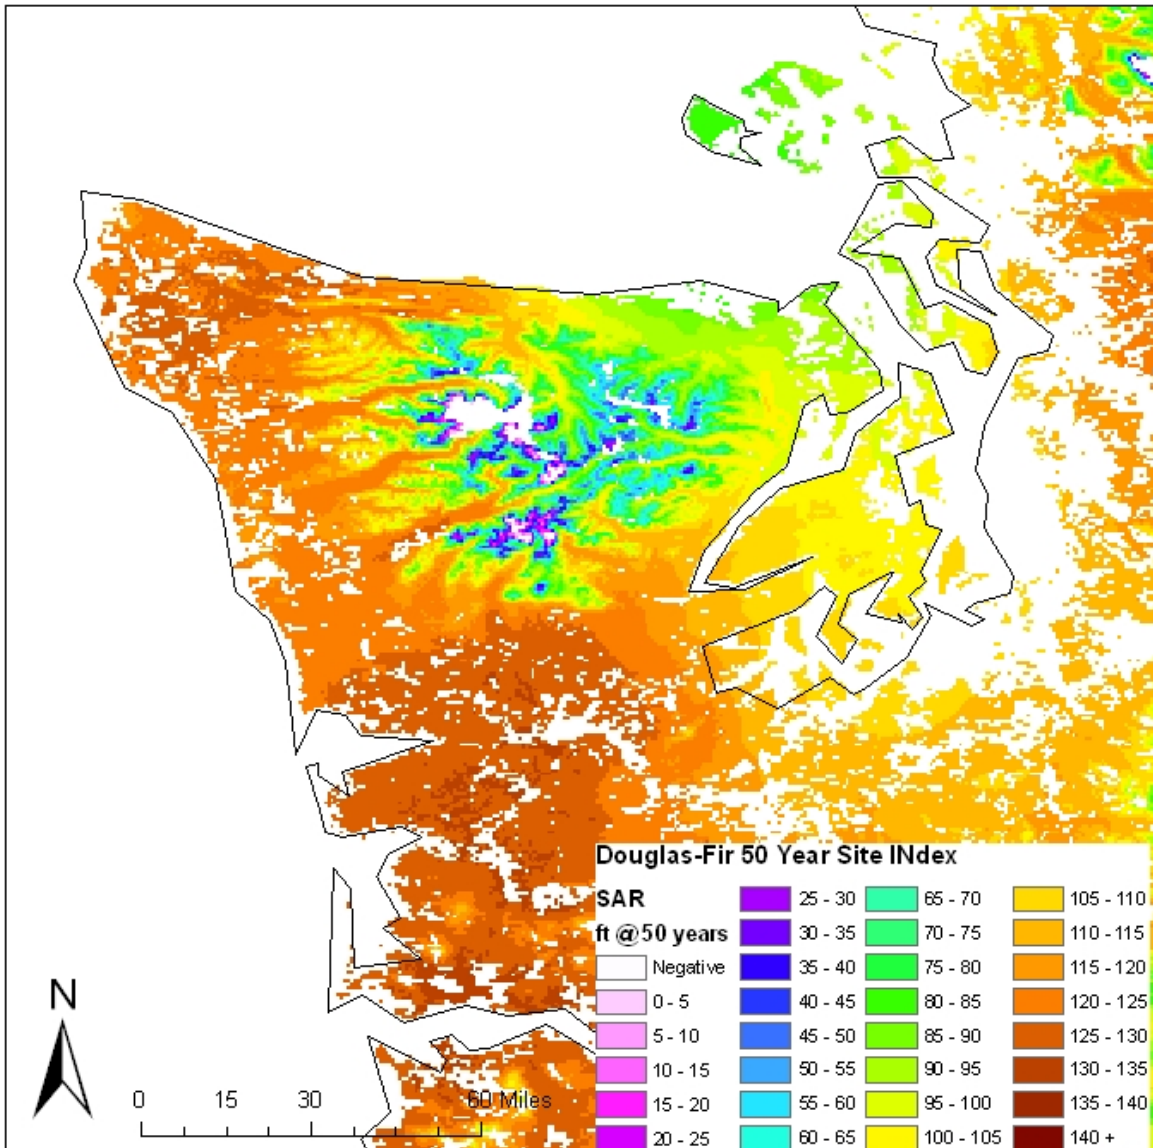 Douglas-Fir 50 Year Site INdex
SAR
ft @50 years
Negative
0 - 5
5 - 10
10 - 15
15 - 20
20 - 25
25 - 30
30 - 35
35 - 40
40 - 45
45 - 50
50 - 55
55 - 60
60 - 65
65 - 70
70 - 75
75 - 80
80 - 85
85 - 90
90 - 95
95 - 100
100 - 105
105 - 110
110 - 115
115 - 120
120 - 125
125 - 130
130 - 135
135 - 140
140 +
N
0 15 30 60 Miles